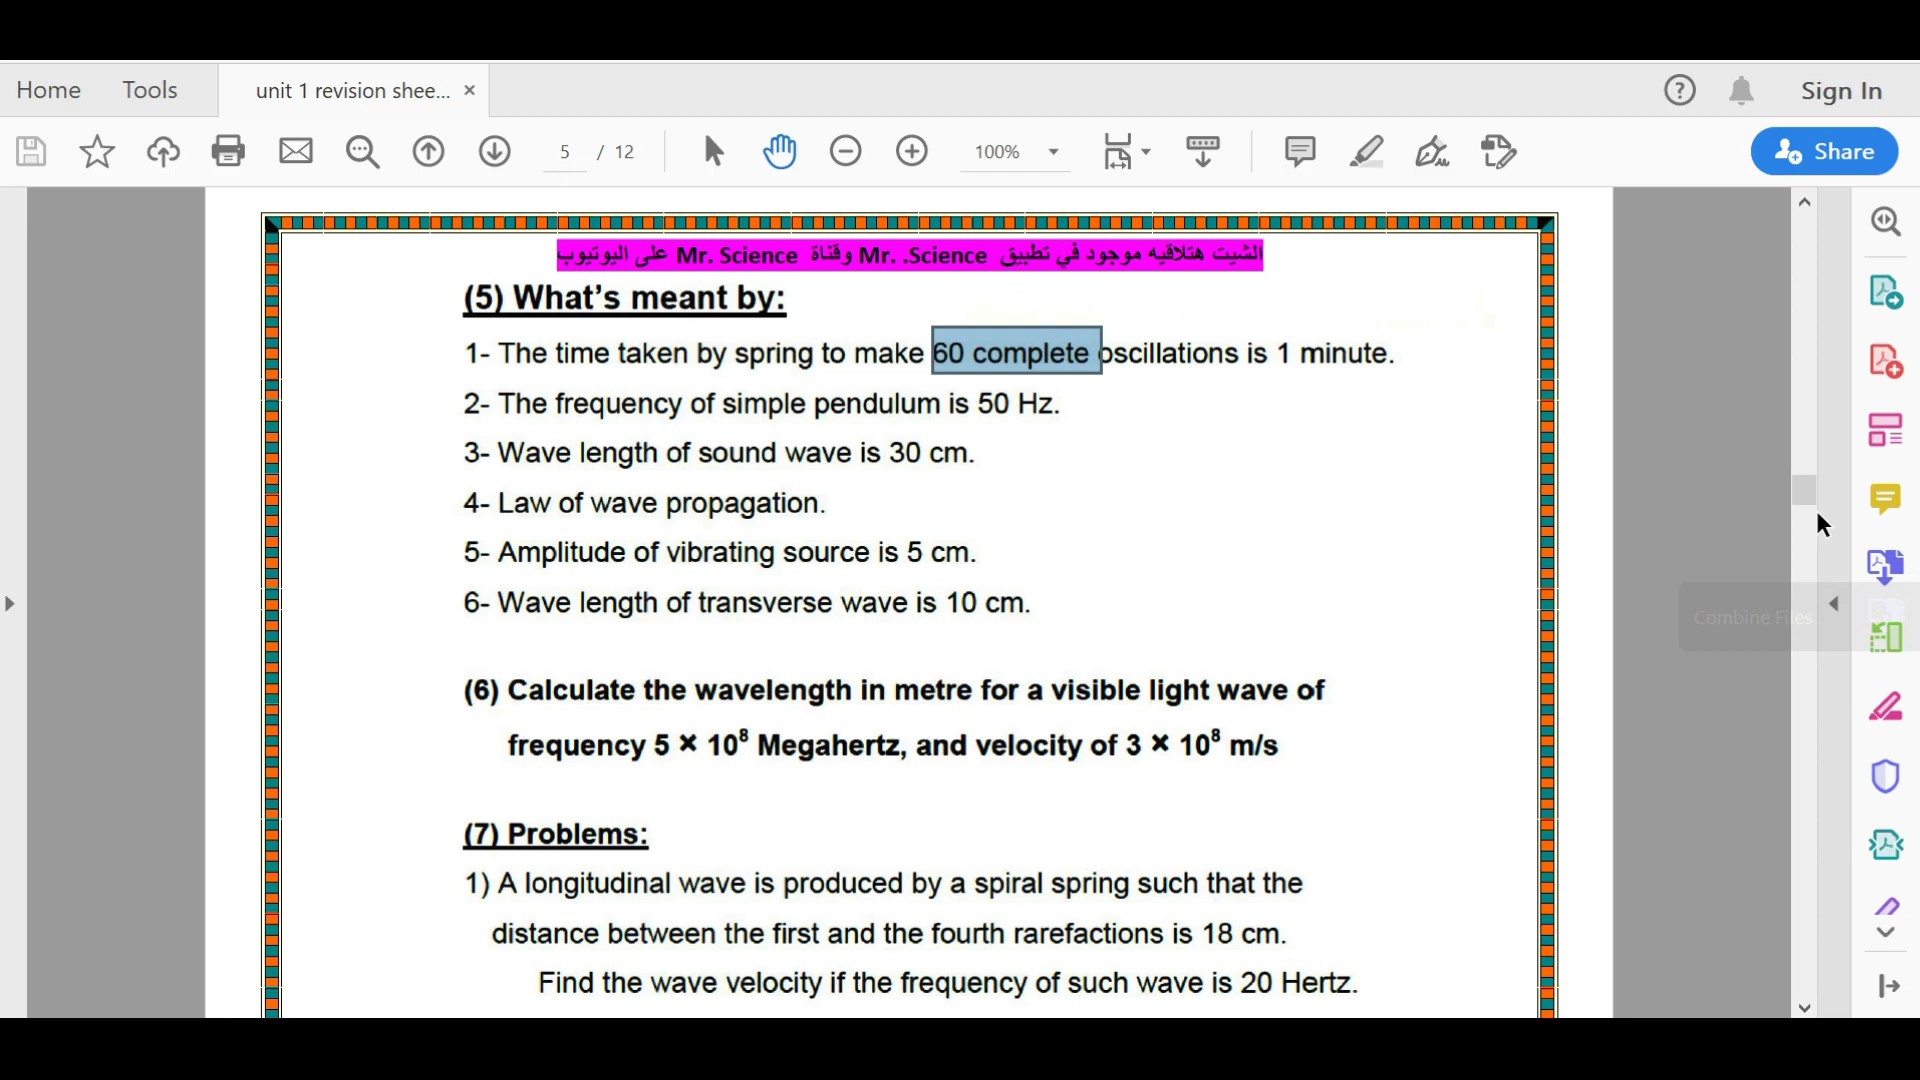 Home Tools unit 1 revision shee... × Sign In
5 / 12 100% Share
الشيت هتلاقيه موجود في تطبيق Mr. .Science وقناة Mr. Science على اليوتيوب
(5) What's meant by:
1- The time taken by spring to make 60 complete oscillations is 1 minute.
2- The frequency of simple pendulum is 50 Hz.
3- Wave length of sound wave is 30 cm.
4- Law of wave propagation.
5- Amplitude of vibrating source is 5 cm.
6- Wave length of transverse wave is 10 cm.
Combine Files
(6) Calculate the wavelength in metre for a visible light wave of
frequency 5 × 10⁸ Megahertz, and velocity of 3 × 10⁸ m/s
(7) Problems:
1) A longitudinal wave is produced by a spiral spring such that the
distance between the first and the fourth rarefactions is 18 cm.
Find the wave velocity if the frequency of such wave is 20 Hertz.